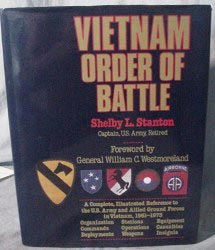 VIETNAM
ORDER OF
BATTLE
Shelby L. Stanton
Captain, U.S. Army, Retired
Foreword by
General William C. Westmoreland
AIRBORNE
A Complete, Illustrated Reference to
the U.S. Army and Allied Ground Forces
in Vietnam, 1961-1973
Organization Stations Equipment
Commands Operations Casualties
Deployments Weapons Insignia